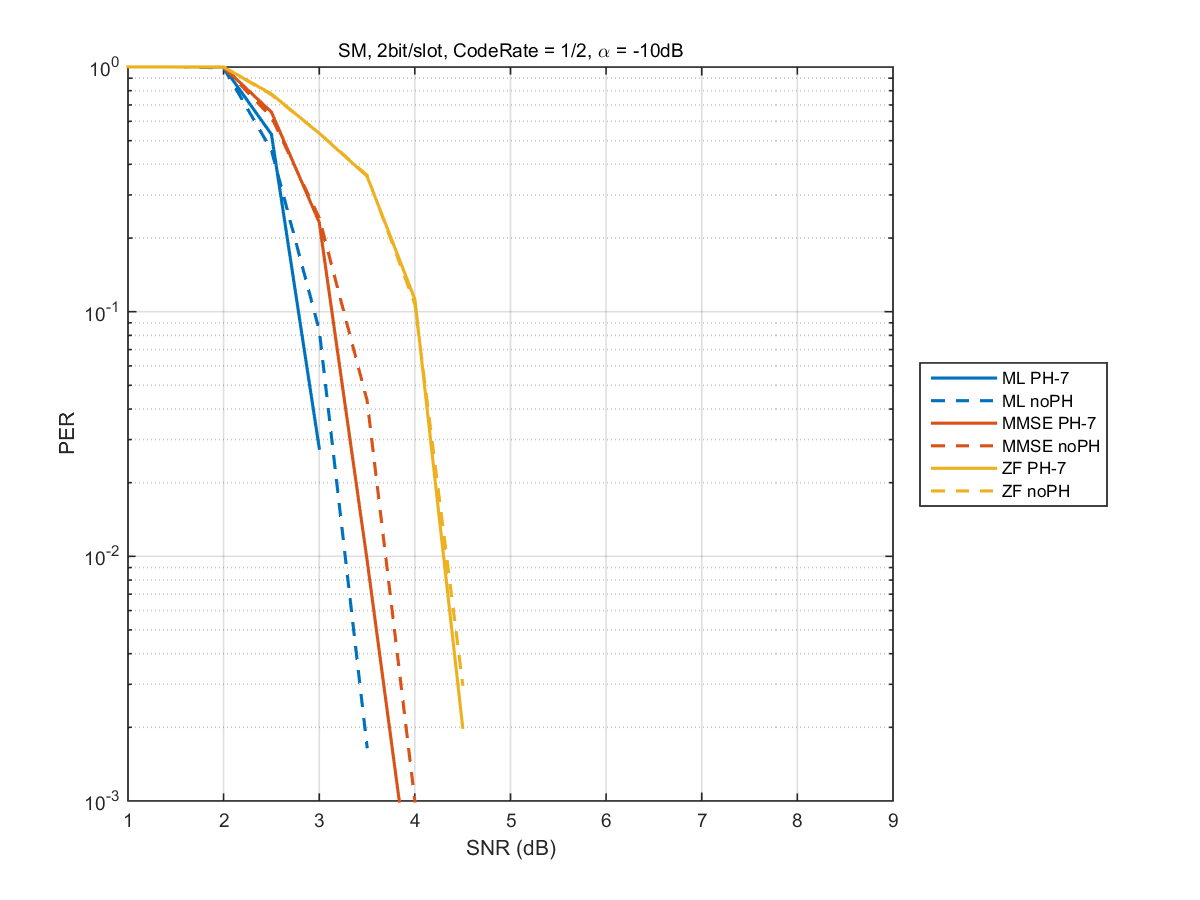 SM, 2bit/slot, CodeRate = 1/2, α = -10dB
10^0
10^-1
10^-2
10^-3
PER
1 2 3 4 5 6 7 8 9
SNR (dB)
ML PH-7
ML noPH
MMSE PH-7
MMSE noPH
ZF PH-7
ZF noPH